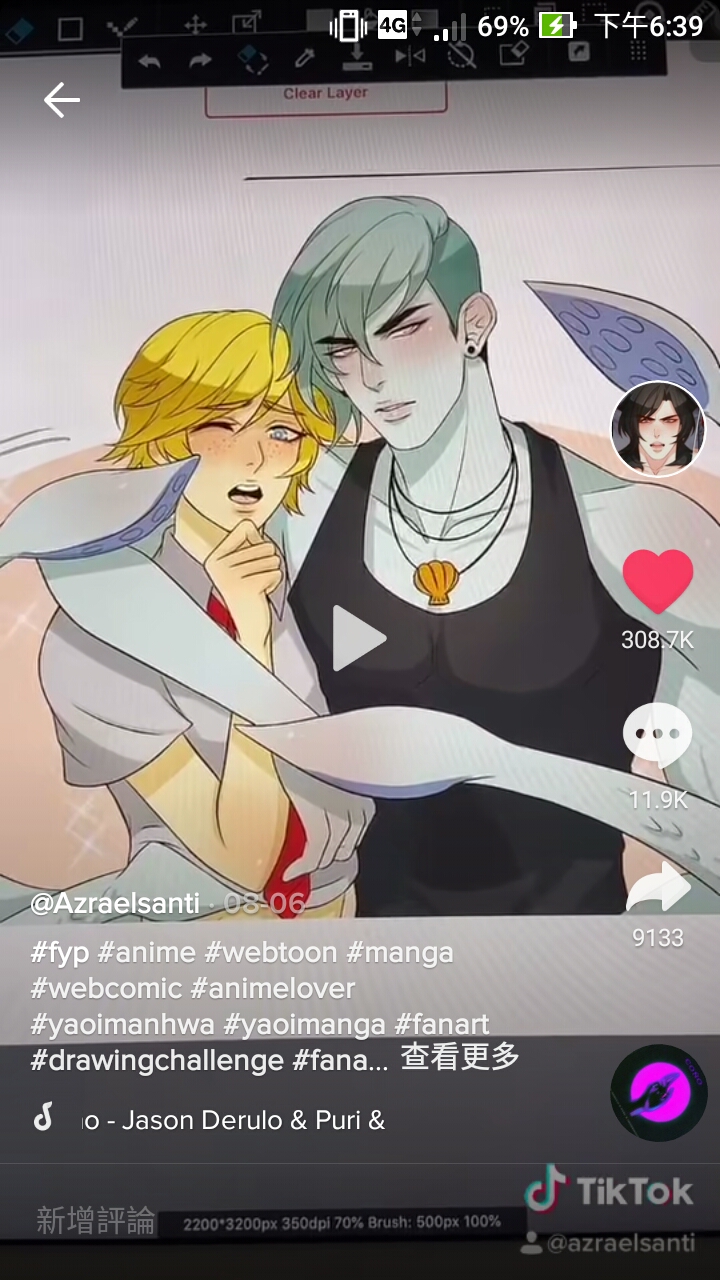 4G 69% 下午6:39
Clear Layer
308.7K
11.9K
@Azraelsanti · 08-06
9133
#fyp #anime #webtoon #manga
#webcomic #animelover
#yaoimanhwa #yaoimanga #fanart
#drawingchallenge #fana... 查看更多
o - Jason Derulo & Puri &
TikTok
新增評論
2200*3200px 350dpi 70% Brush: 500px 100%
@azraelsanti